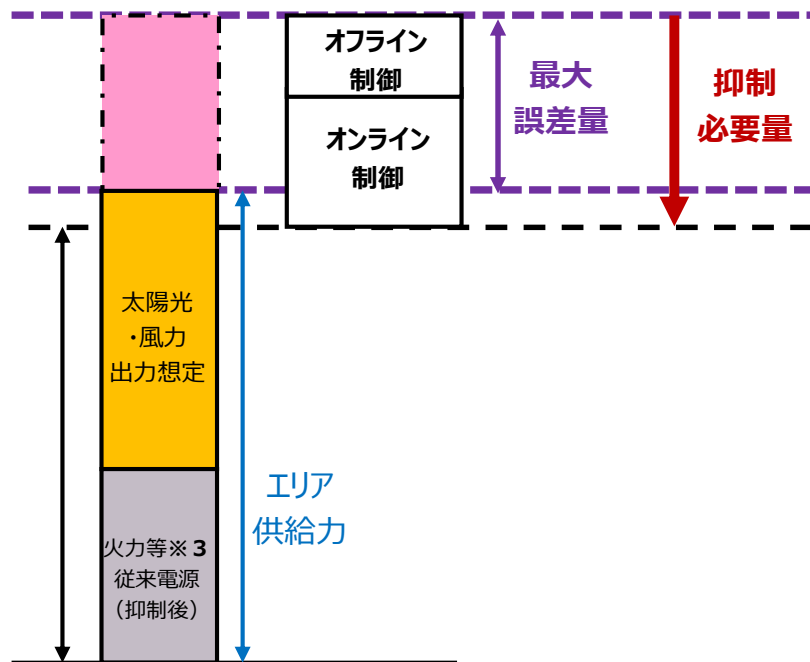 オフライン
制御
オンライン
制御
最大
誤差量
抑制
必要量
太陽光
・風力
出力想定
エリア
供給力
火力等※３
従来電源
（抑制後）